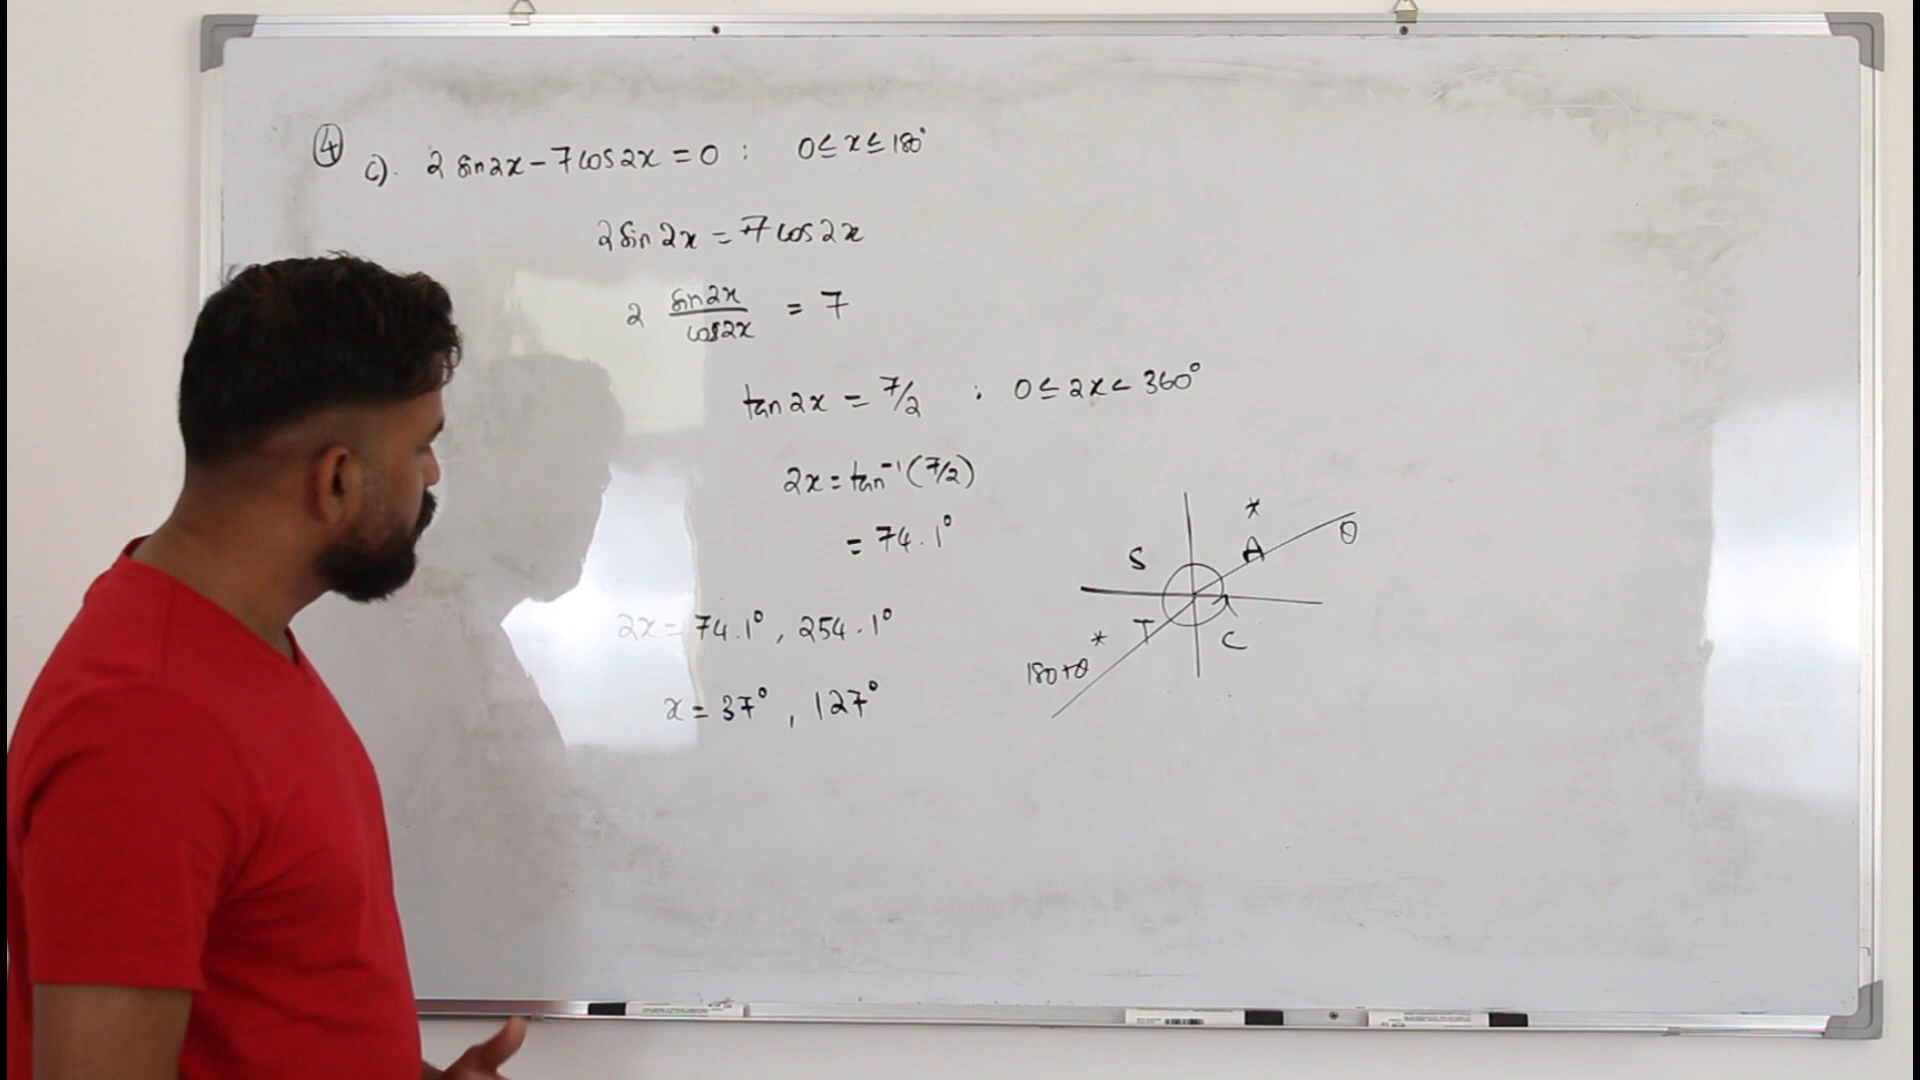 ④ c). 2 sin2x - 7cos2x = 0 : 0 ≤ x ≤ 180°
2 sin 2x = 7 cos 2x
2 sin2x/cos2x = 7
tan 2x = 7/2 : 0 ≤ 2x < 360°
2x = tan⁻¹(7/2)
= 74.1°
2x = 74.1°, 254.1°
x = 37°, 127°
*
S A θ
* T C
180+θ